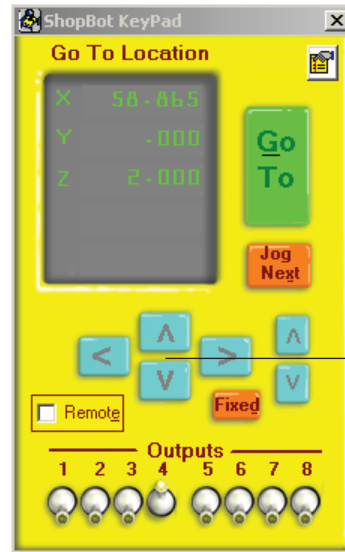 ShopBot KeyPad
Go To Location
X 58.865
Y .000
Z 2.000
Go
To
Jog
Next
< ^ v > ^ v
Fixed
Remote
Outputs
1 2 3 4 5 6 7 8